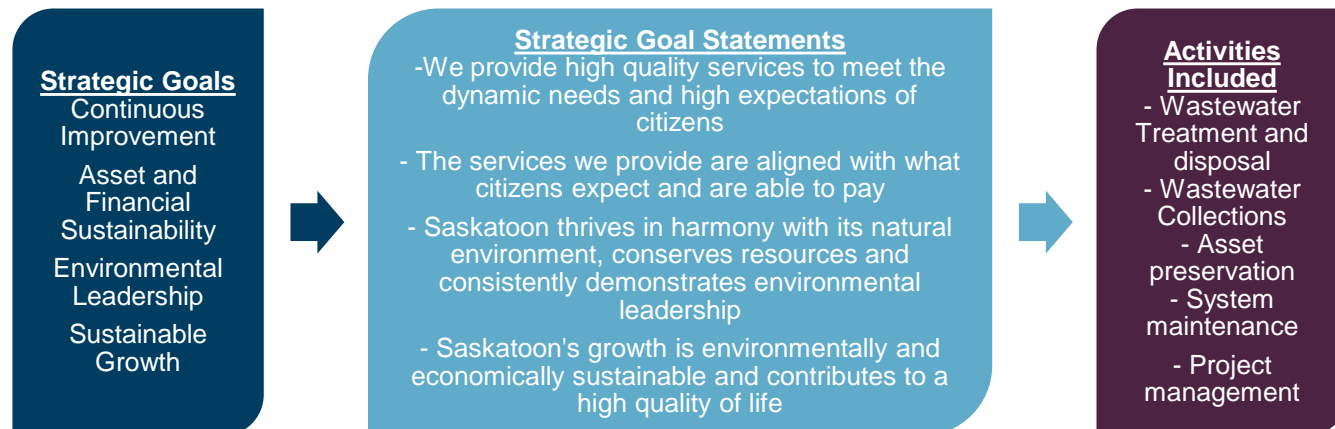 Strategic Goals
Continuous
Improvement
Asset and
Financial
Sustainability
Environmental
Leadership
Sustainable
Growth
Strategic Goal Statements
-We provide high quality services to meet the
dynamic needs and high expectations of
citizens
- The services we provide are aligned with what
citizens expect and are able to pay
- Saskatoon thrives in harmony with its natural
environment, conserves resources and
consistently demonstrates environmental
leadership
- Saskatoon's growth is environmentally and
economically sustainable and contributes to a
high quality of life
Activities
Included
- Wastewater
Treatment and
disposal
- Wastewater
Collections
- Asset
preservation
- System
maintenance
- Project
management